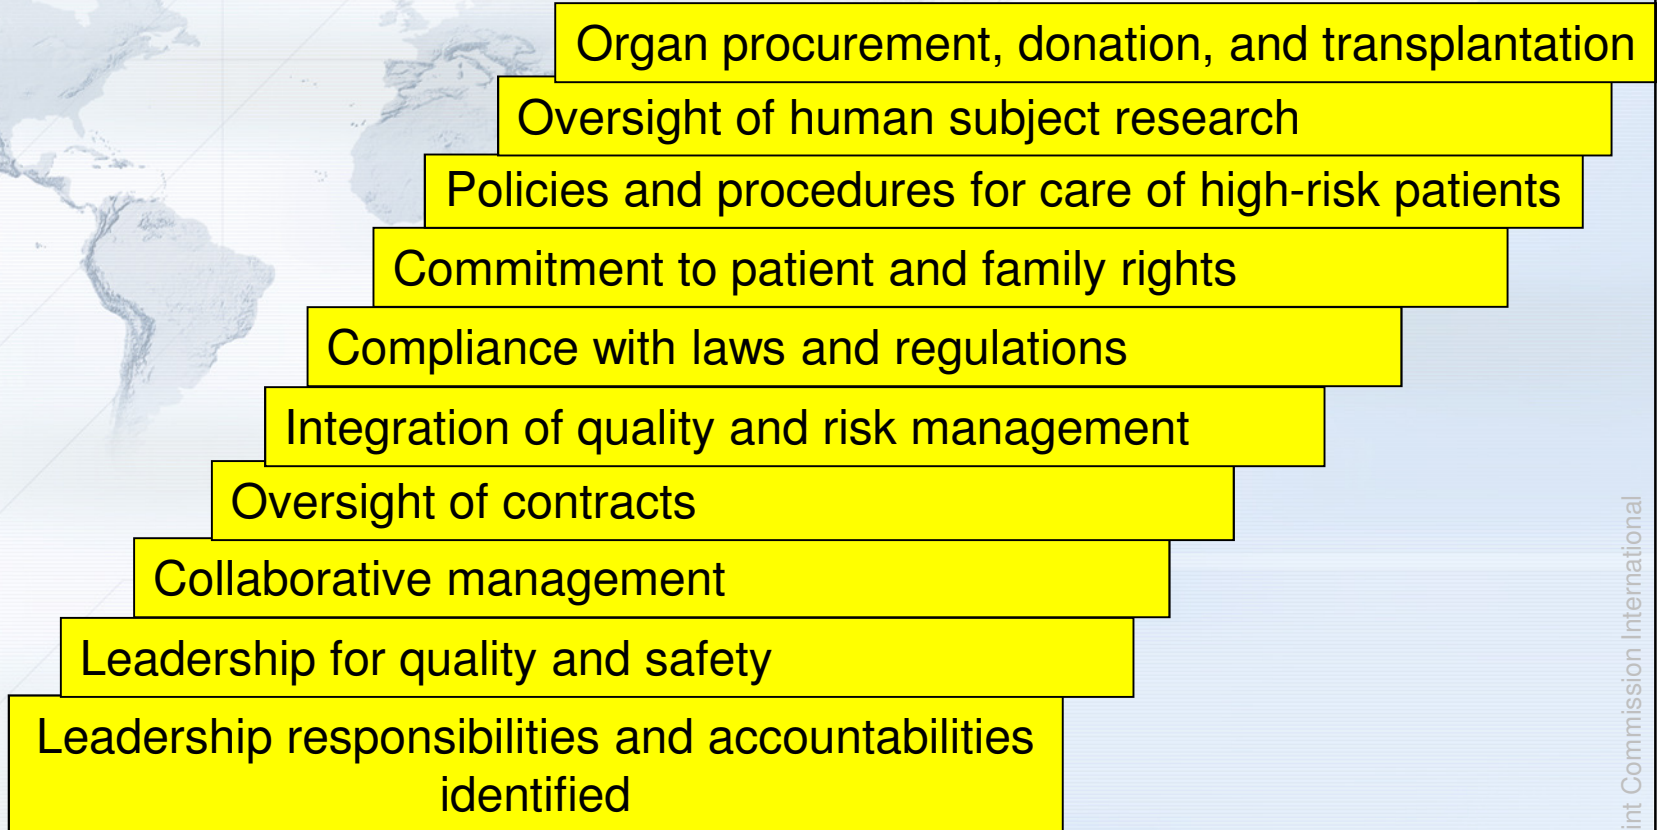 Organ procurement, donation, and transplantation
Oversight of human subject research
Policies and procedures for care of high-risk patients
Commitment to patient and family rights
Compliance with laws and regulations
Integration of quality and risk management
Oversight of contracts
Collaborative management
Leadership for quality and safety
Leadership responsibilities and accountabilities
identified
int Commission International